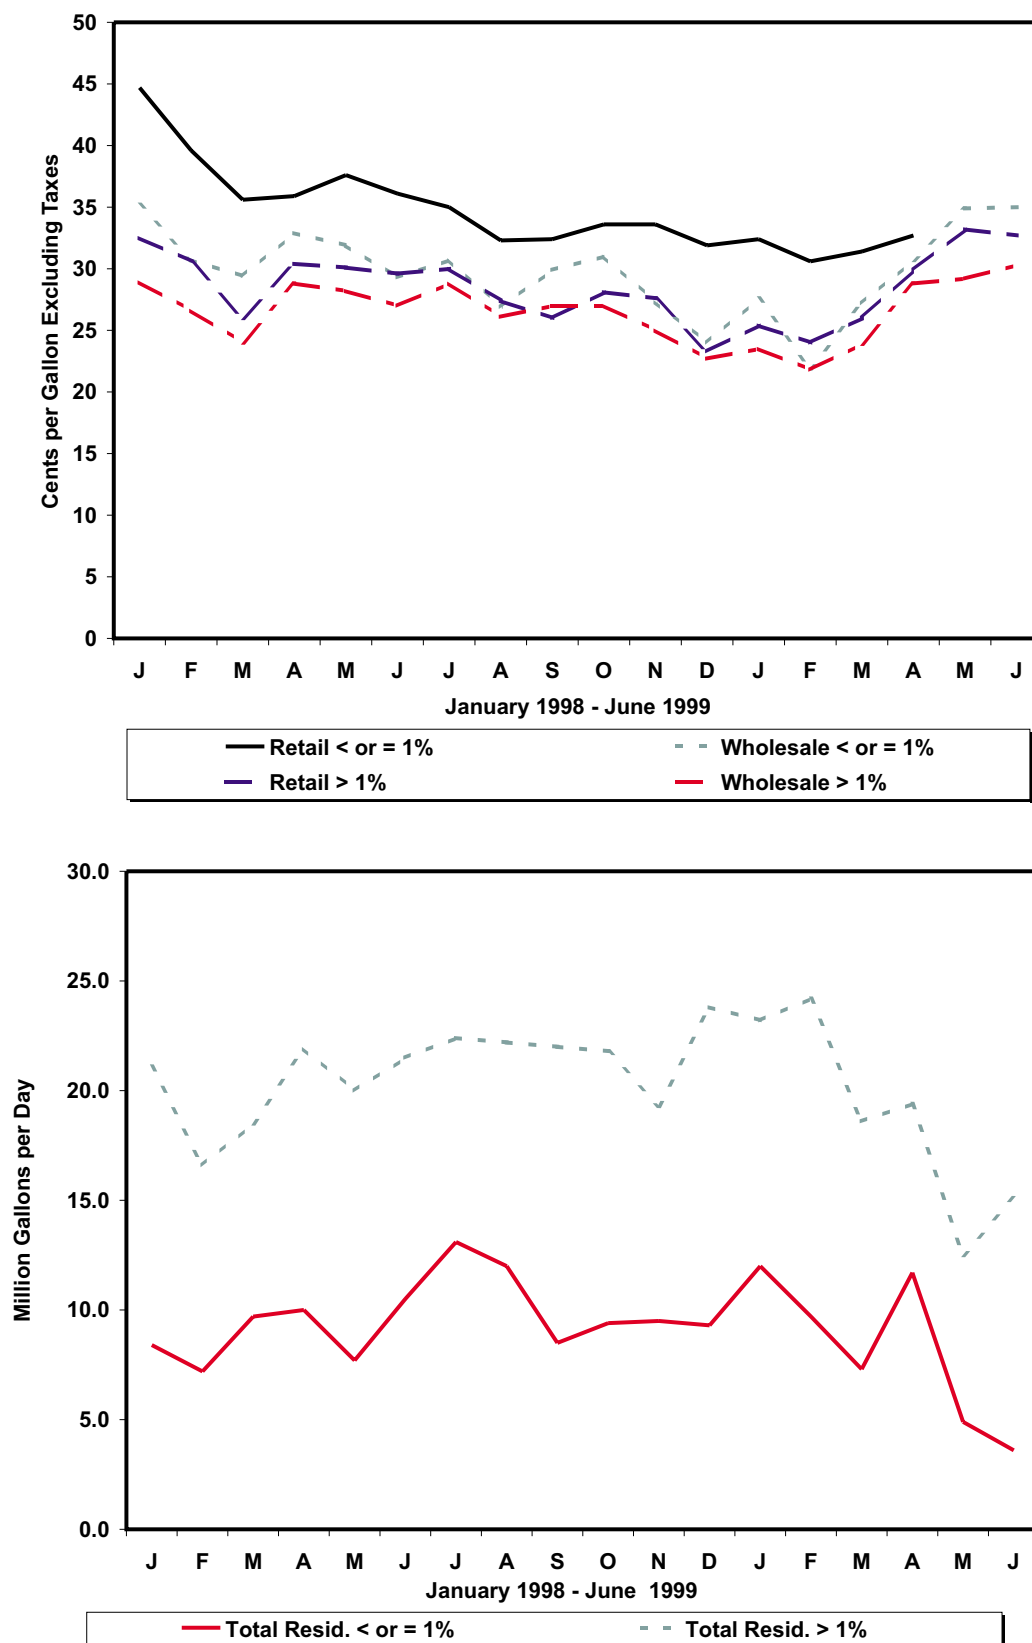 50
45
40
35
30
25
20
15
10
5
0
Cents per Gallon Excluding Taxes
J F M A M J J A S O N D J F M A M J
January 1998 - June 1999
Retail < or = 1% Wholesale < or = 1%
Retail > 1% Wholesale > 1%
30.0
25.0
20.0
15.0
10.0
5.0
0.0
Million Gallons per Day
J F M A M J J A S O N D J F M A M J
January 1998 - June 1999
Total Resid. < or = 1% Total Resid. > 1%